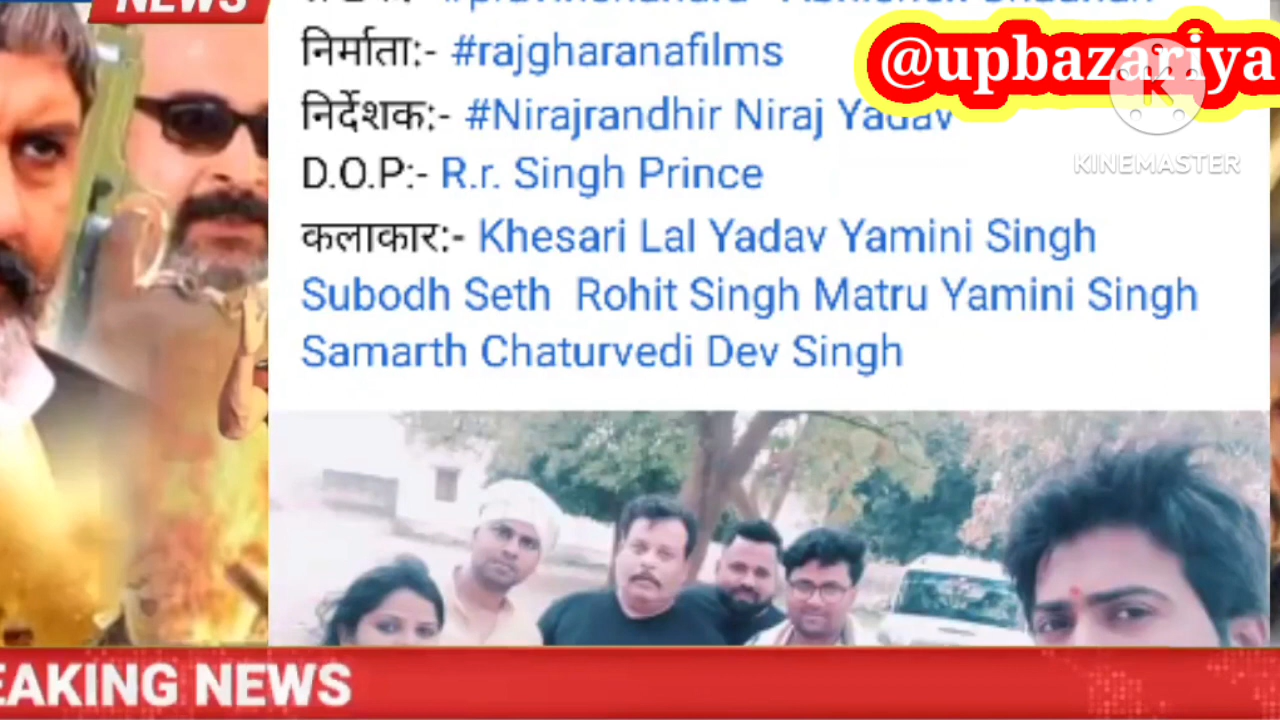 NEWS
निर्माता:- #rajgharanafilms
@upbazariya
निर्देशक:- #Nirajrandhir Niraj Yadav
D.O.P:- R.r. Singh Prince
KINEMASTER
कलाकार:- Khesari Lal Yadav Yamini Singh
Subodh Seth Rohit Singh Matru Yamini Singh
Samarth Chaturvedi Dev Singh
EAKING NEWS